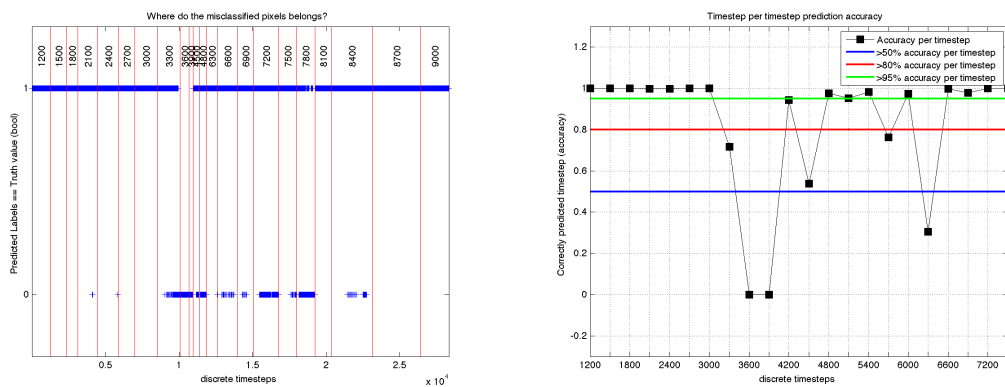 Where do the misclassified pixels belongs?
1200 1500 1800 2100 2400 2700 3000 3300 3600 3900 4500 4800 6300 6600 6900 7200 7500 7800 8100 8400 8700 9000
1
0
Predicted Labels == Truth value (bool)
0.5 1 1.5 2 2.5
x 10^4
discrete timesteps
Timestep per timestep prediction accuracy
Accuracy per timestep
>50% accuracy per timestep
>80% accuracy per timestep
>95% accuracy per timestep
1.2
1
0.8
0.6
0.4
0.2
0
-0.2
Correctly predicted timestep (accuracy)
1200 1800 2400 3000 3600 4200 4800 5400 6000 6600 7200
discrete timesteps